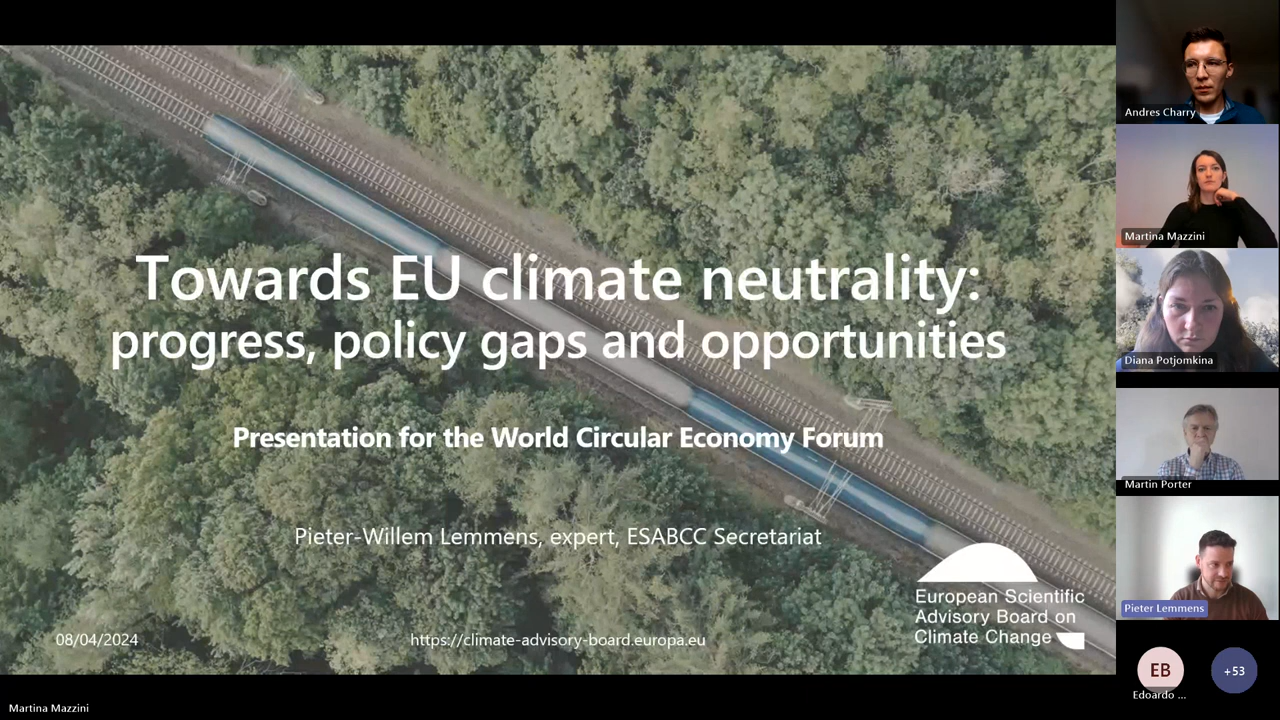 Towards EU climate neutrality:
progress, policy gaps and opportunities
Presentation for the World Circular Economy Forum
Pieter-Willem Lemmens, expert, ESABCC Secretariat
European Scientific
Advisory Board on
Climate Change
08/04/2024
https://climate-advisory-board.europa.eu
Martina Mazzini
Andres Charry
Martina Mazzini
Diana Potjomkina
Martin Porter
Pieter Lemmens
EB
Edoardo ...
+53